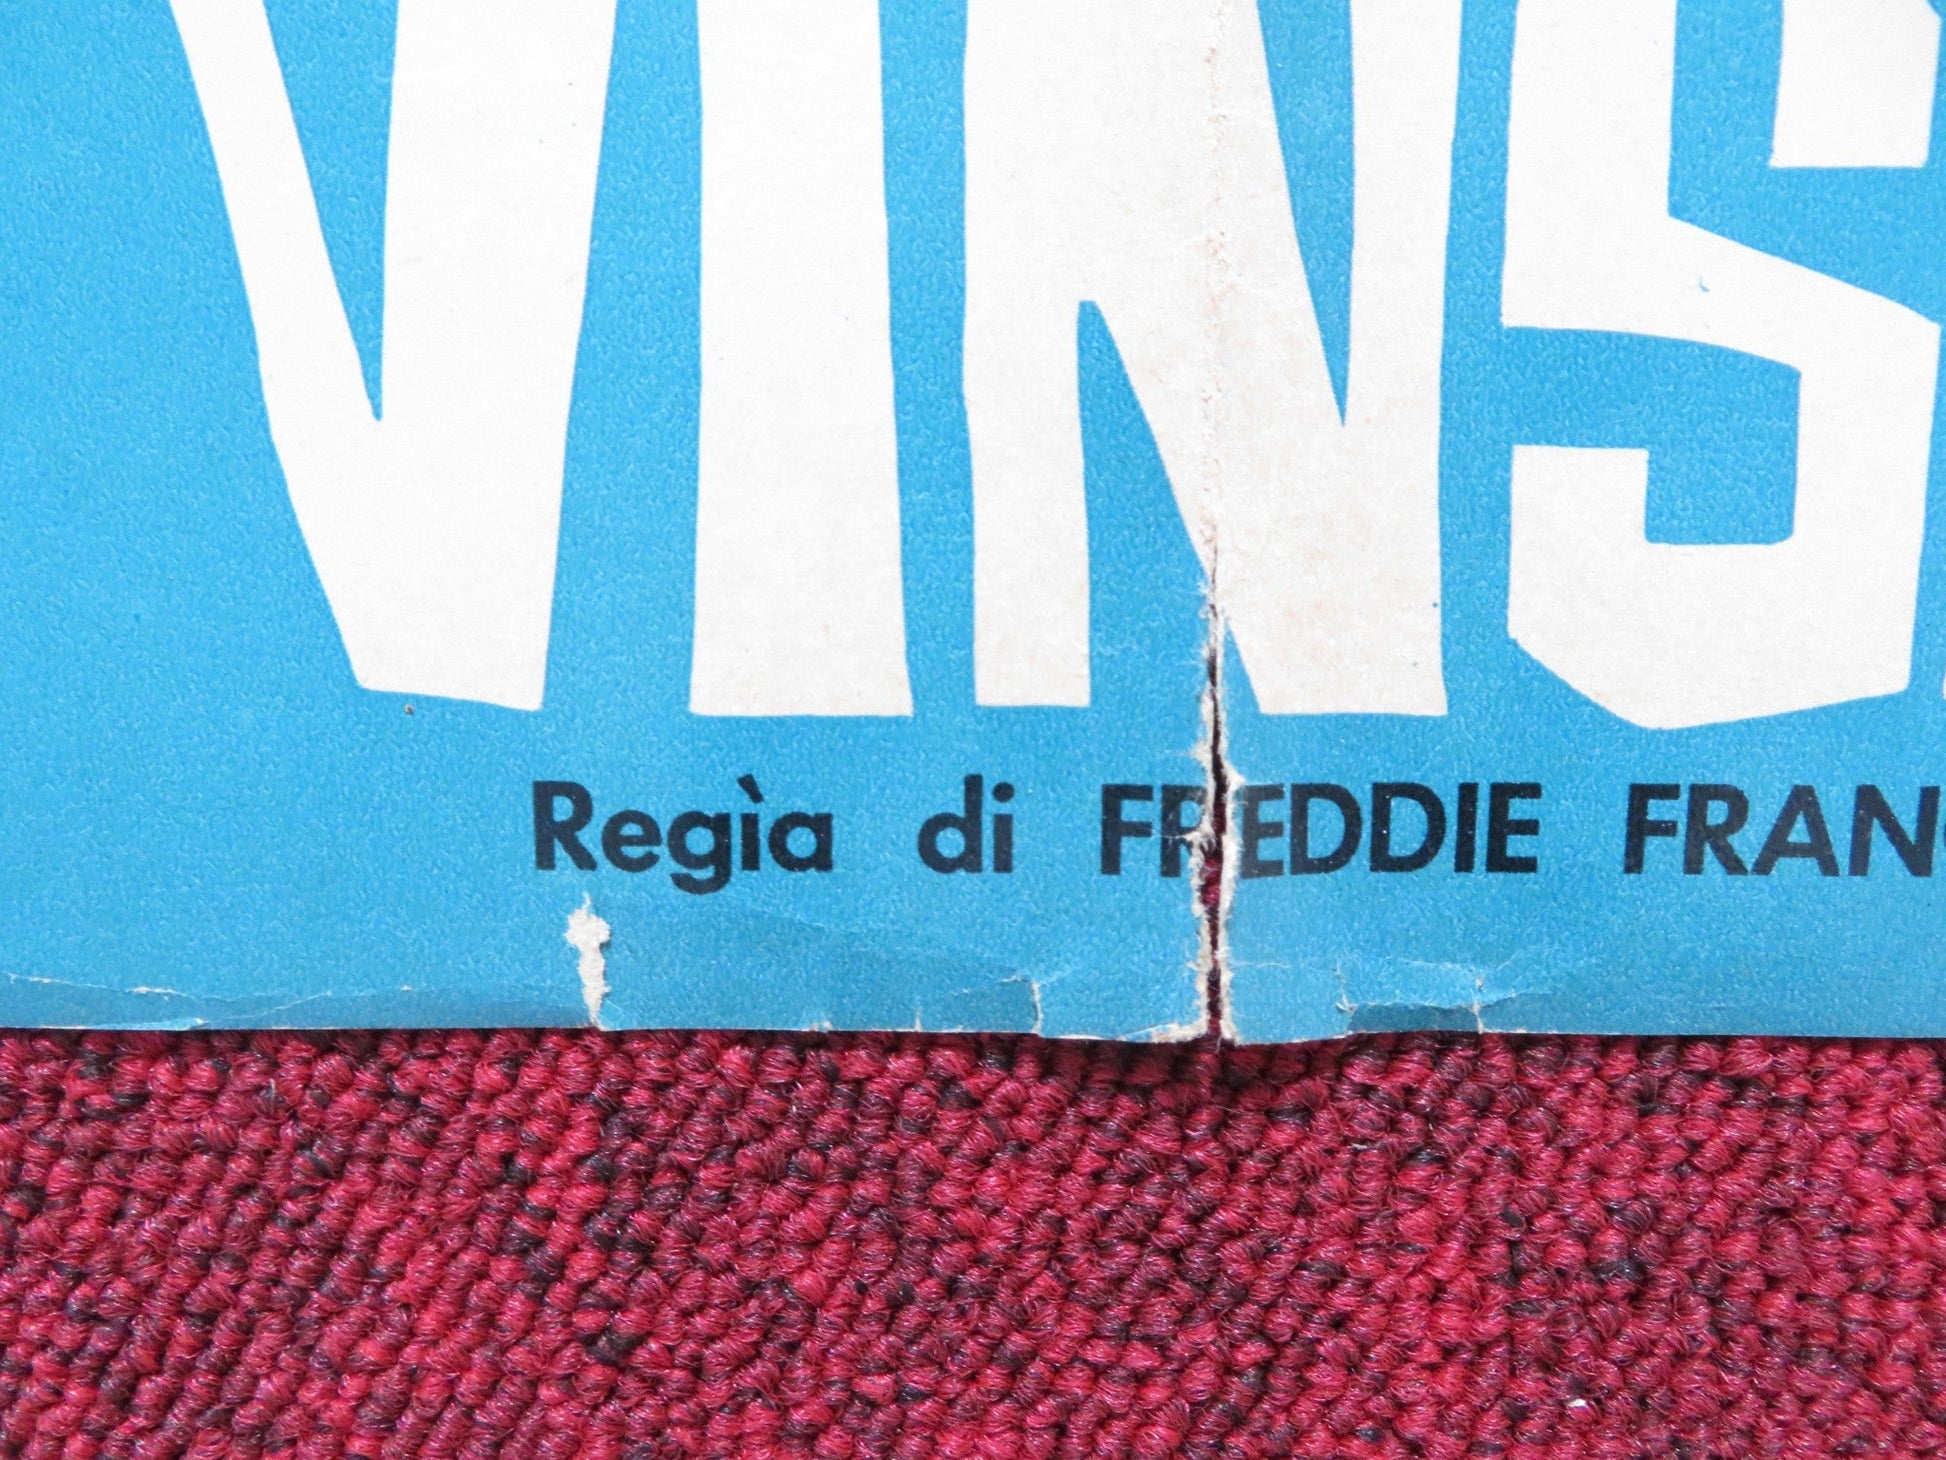 VINS
Regìa di FREDDIE FRAN